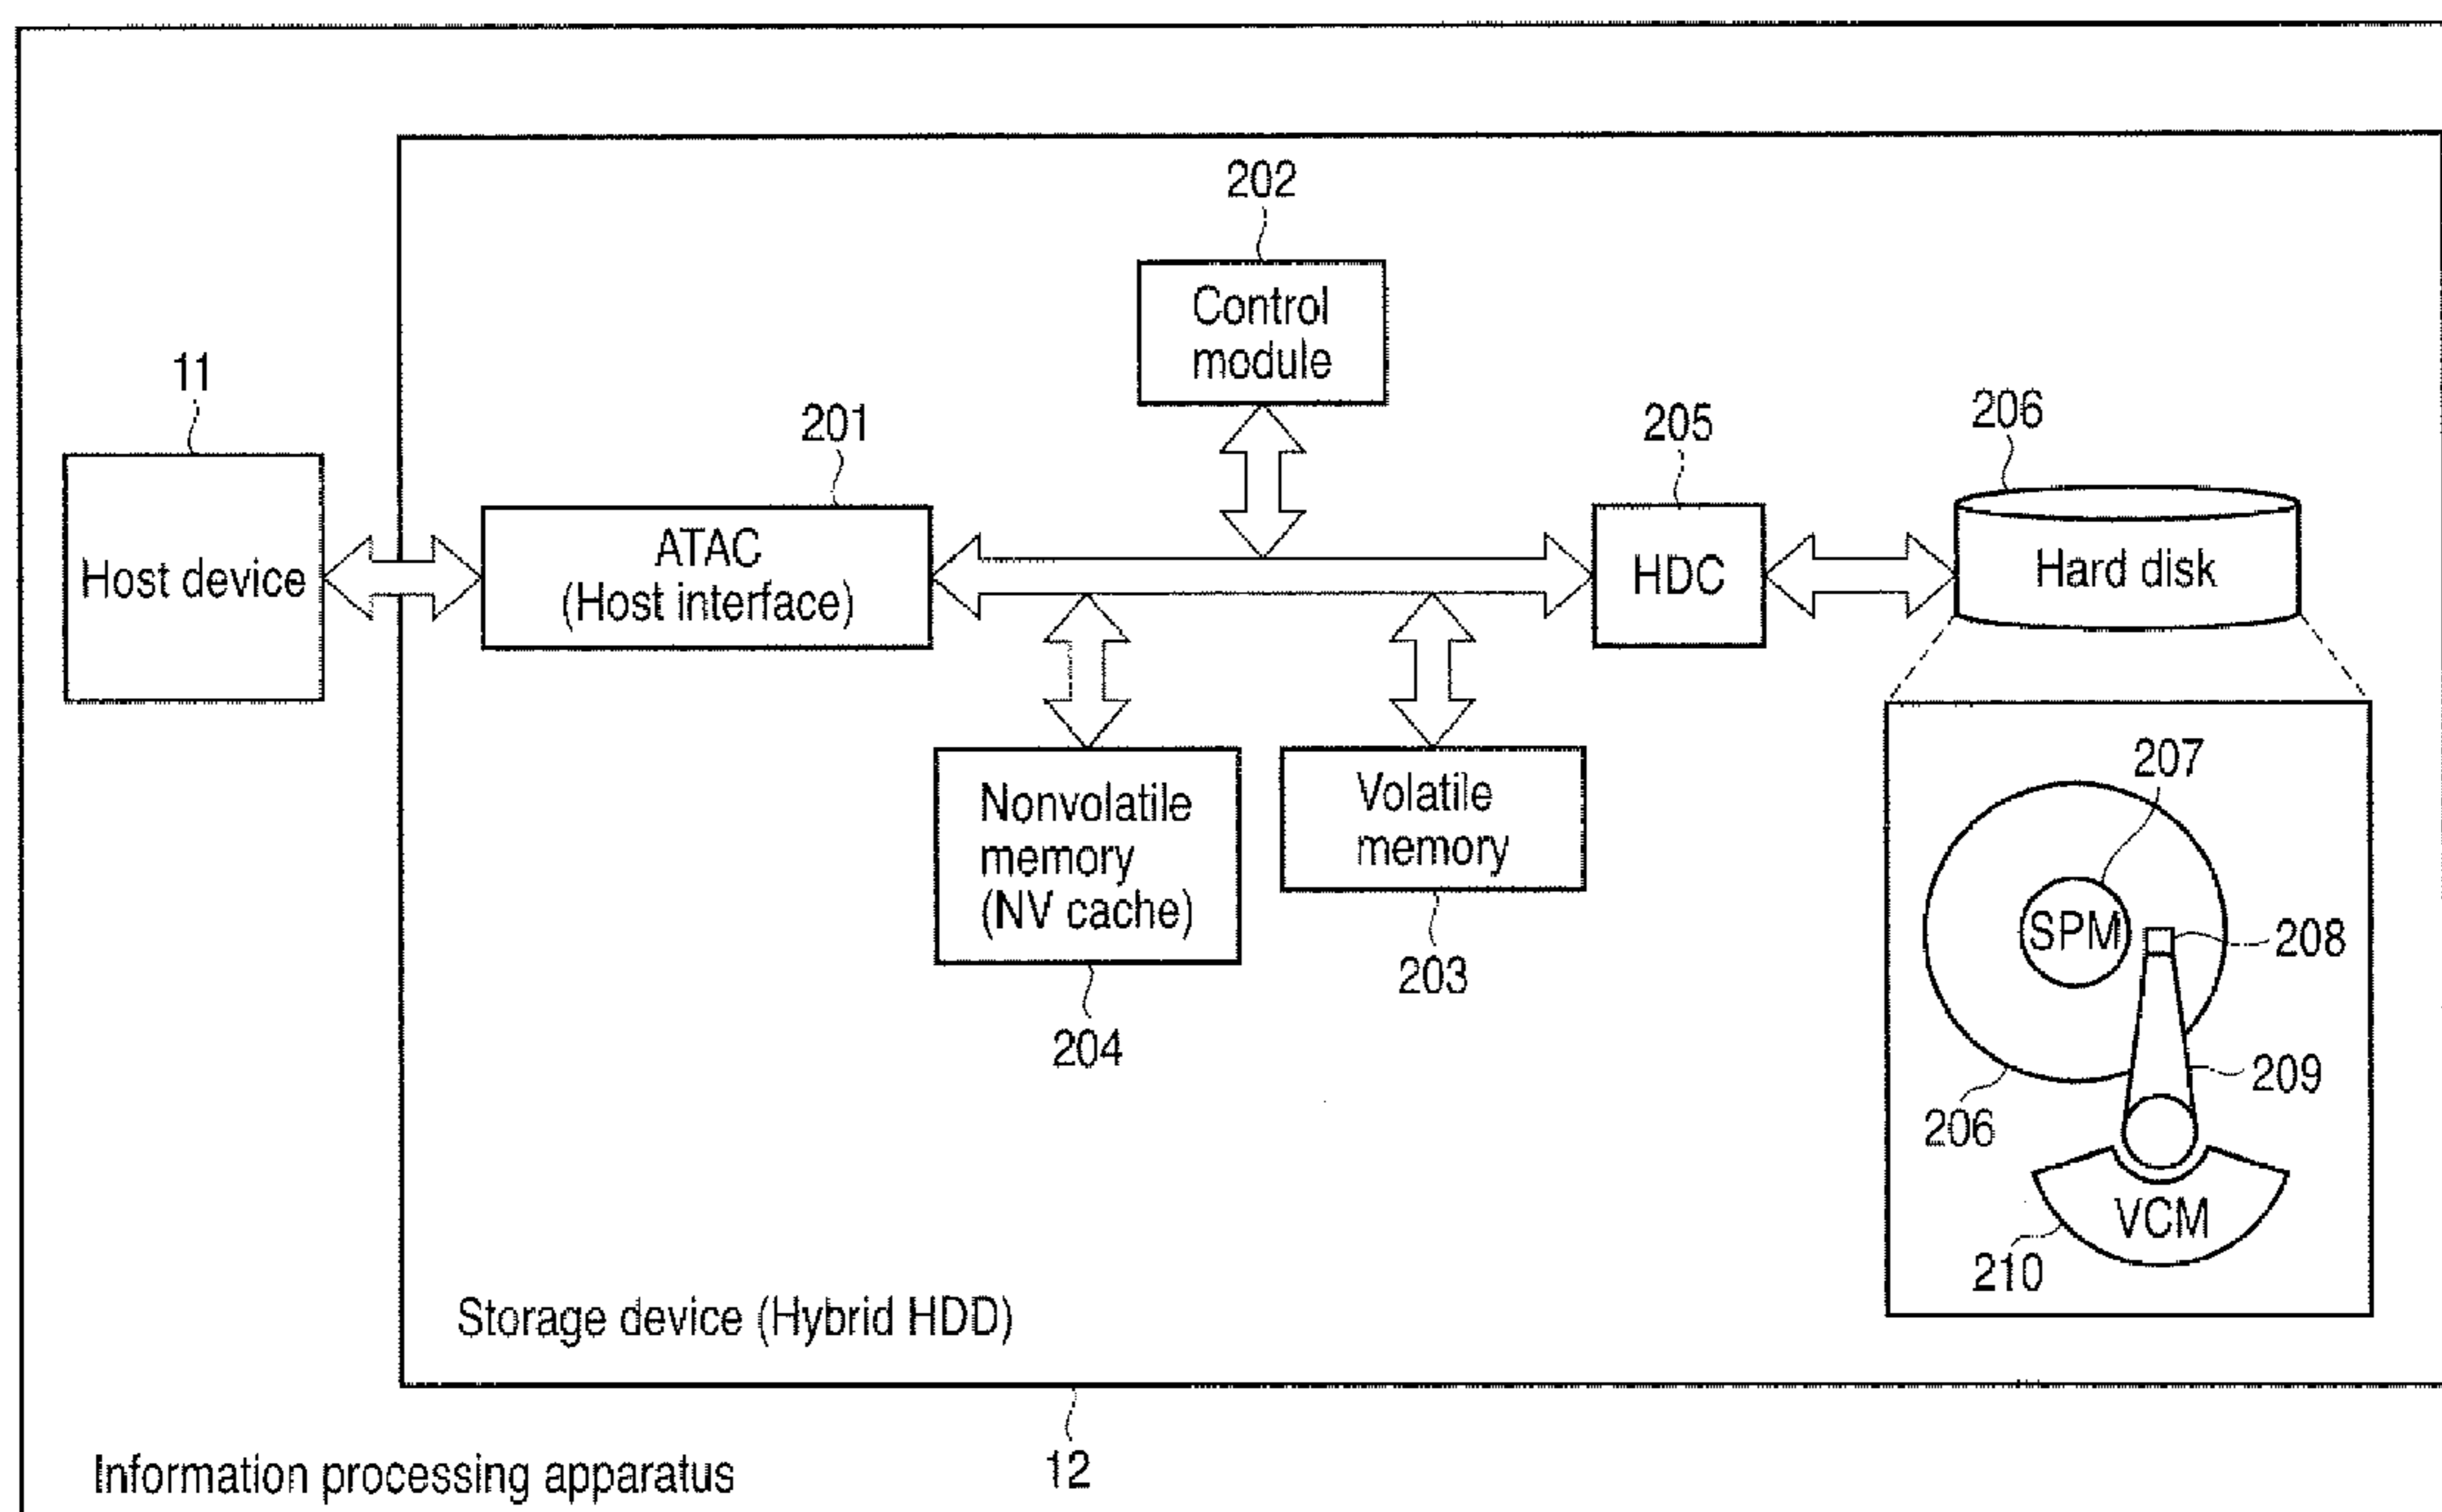 202
Control
module
11
201
205
206
Host device
ATAC
(Host interface)
HDC
Hard disk
Nonvolatile
memory
(NV cache)
Volatile
memory
207
SPM
208
203
204
209
206
VCM
210
Storage device (Hybrid HDD)
12
Information processing apparatus